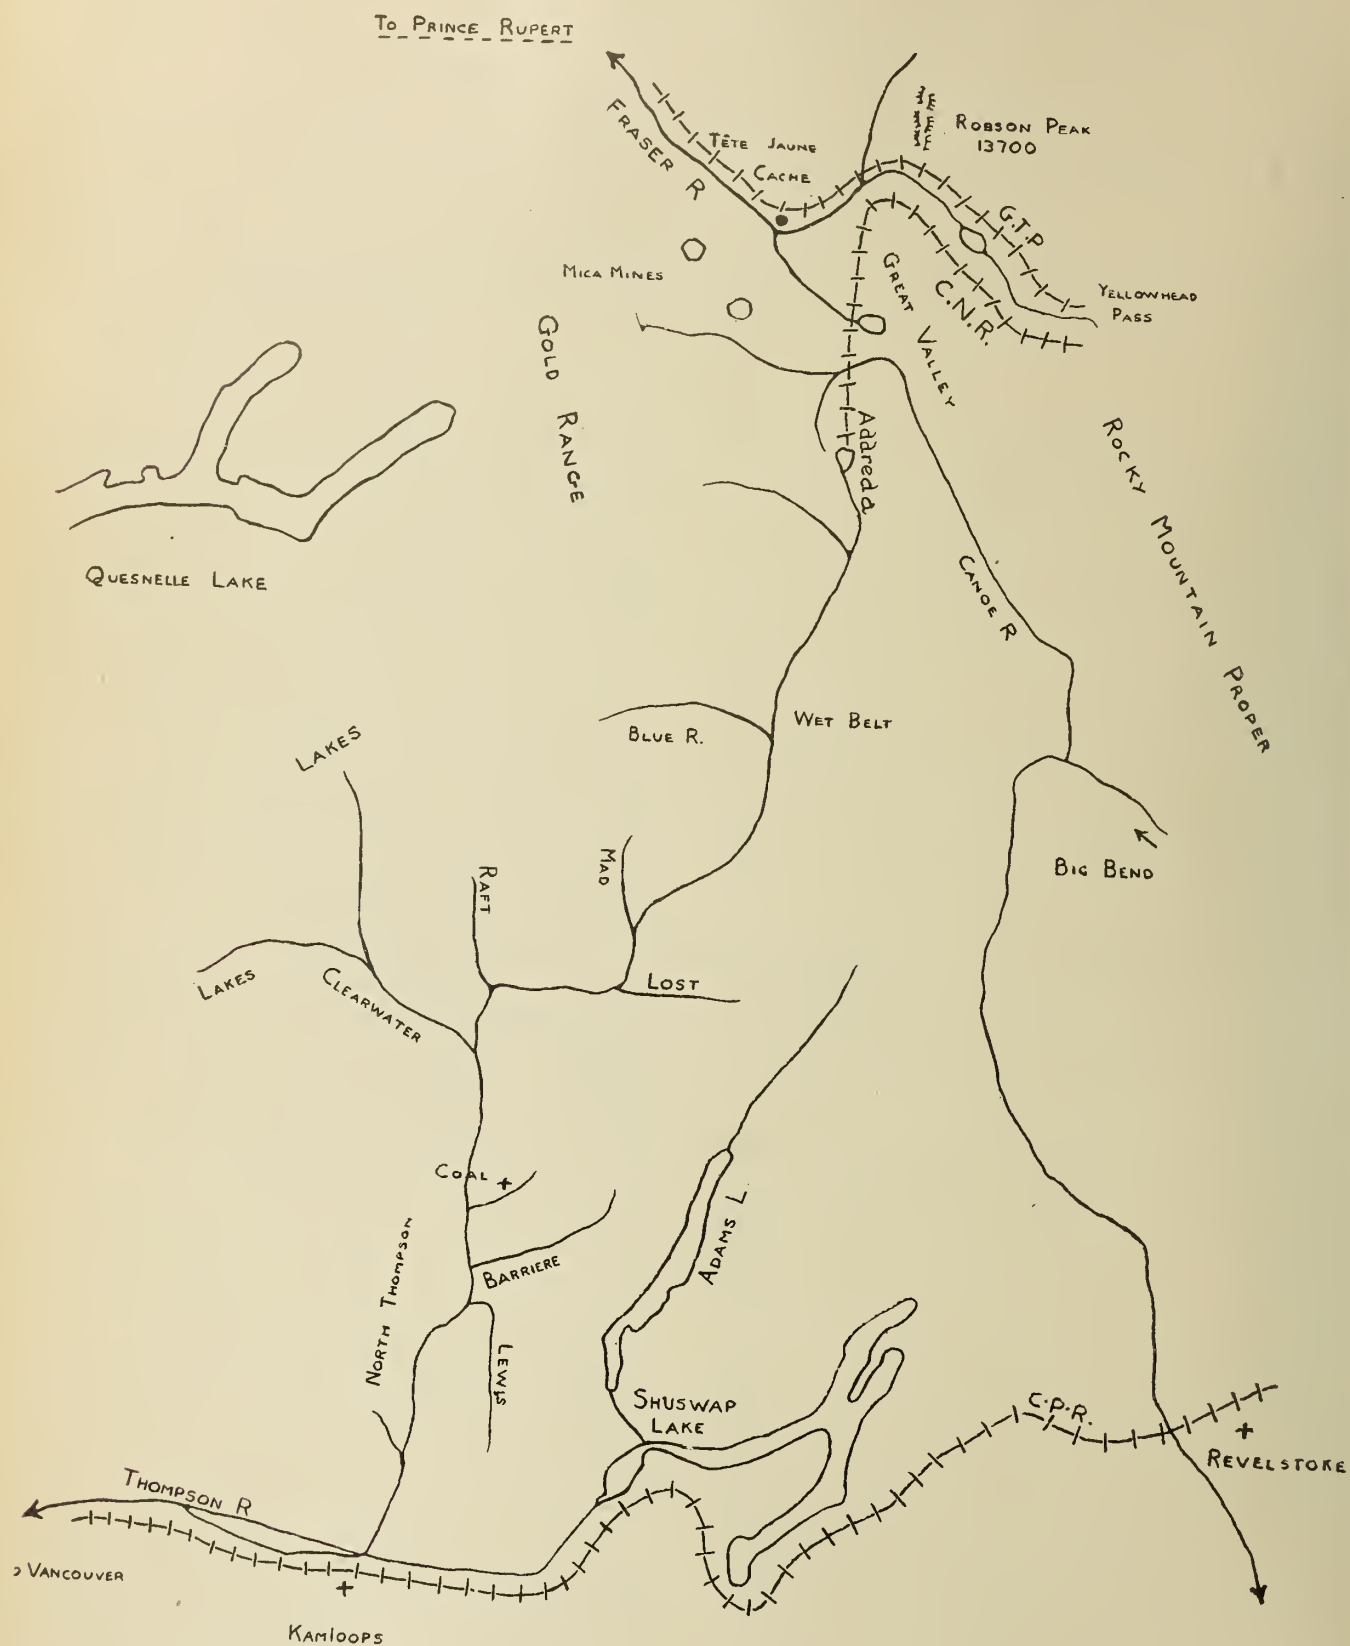 To Prince Rupert
Fraser R
Tête Jaune
Cache
Robson Peak
13700
G.T.P
Yellowhead
Pass
Mica Mines
Great Valley
C.N.R.
Gold Range
Addreda
Rocky Mountain Proper
Quesnelle Lake
Canoe R
Wet Belt
Blue R.
Lakes
Mad
Raft
Big Bend
Lakes
Clearwater
Lost
Coal
Adams L.
North Thompson
Barriere
Lewis
Shuswap
Lake
C.P.R.
Revelstoke
Thompson R
Vancouver
Kamloops